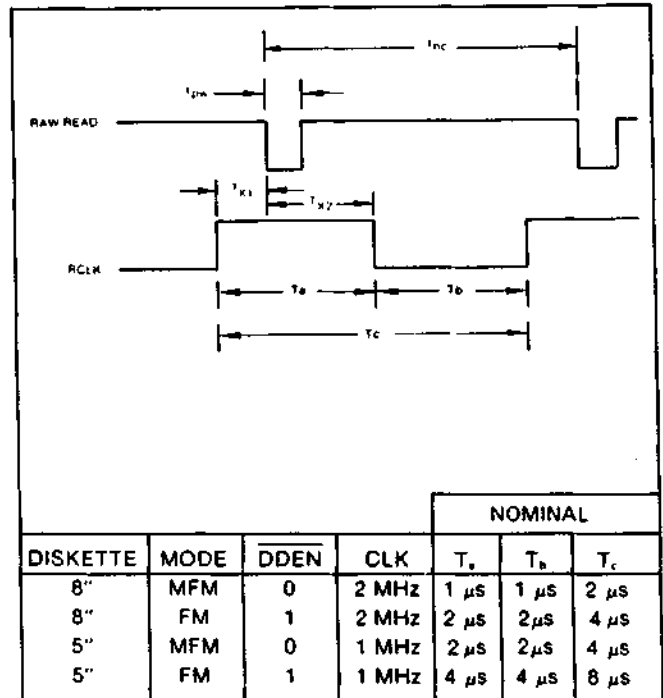 Tbc
Tpw
RAW READ
Tx1
Tx2
RCLK
Ta
Tb
Tc
NOMINAL
DISKETTE MODE DDEN CLK Ta Tb Tc
8" MFM 0 2 MHz 1 µs 1 µs 2 µs
8" FM 1 2 MHz 2 µs 2µs 4 µs
5" MFM 0 1 MHz 2µs 2µs 4 µs
5" FM 1 1 MHz 4 µs 4 µs 8 µs